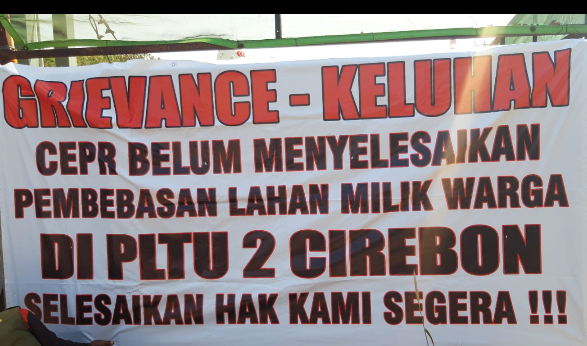 GRIEVANCE - KELUHAN
CEPR BELUM MENYELESAIKAN
PEMBEBASAN LAHAN MILIK WARGA
DI PLTU 2 CIREBON
SELESAIKAN HAK KAMI SEGERA !!!